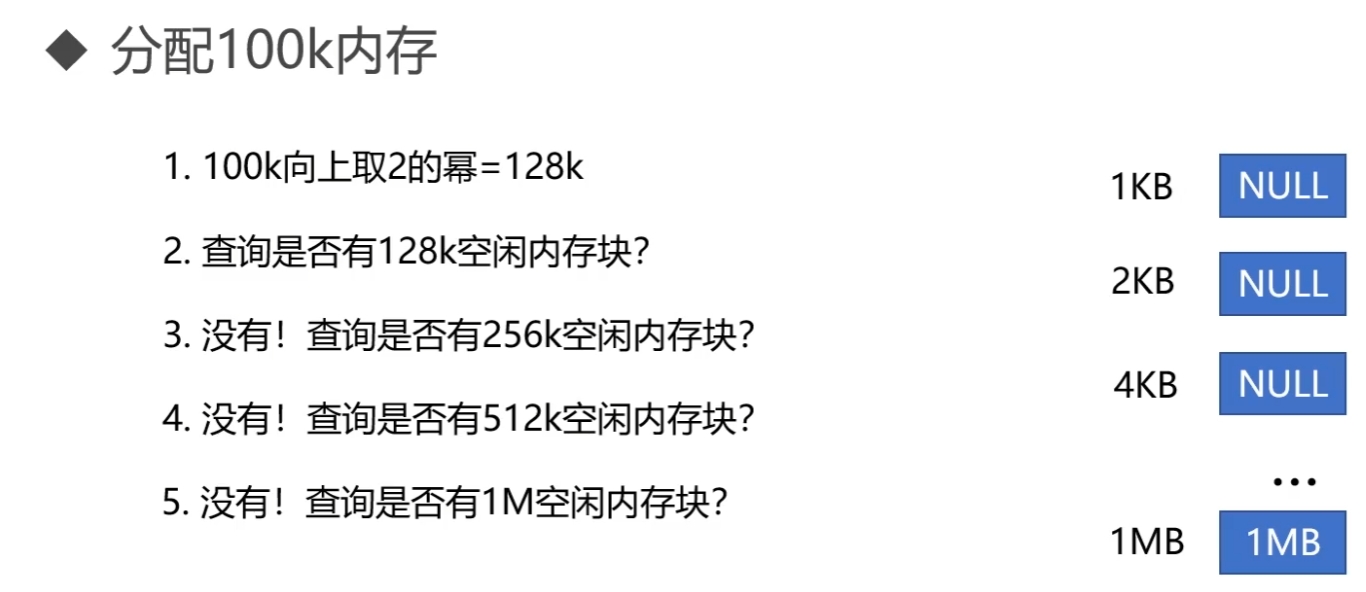 ◆ 分配100k内存
1. 100k向上取2的幂=128k
2. 查询是否有128k空闲内存块？
3. 没有！查询是否有256k空闲内存块？
4. 没有！查询是否有512k空闲内存块？
5. 没有！查询是否有1M空闲内存块？
1KB NULL
2KB NULL
4KB NULL
...
1MB 1MB